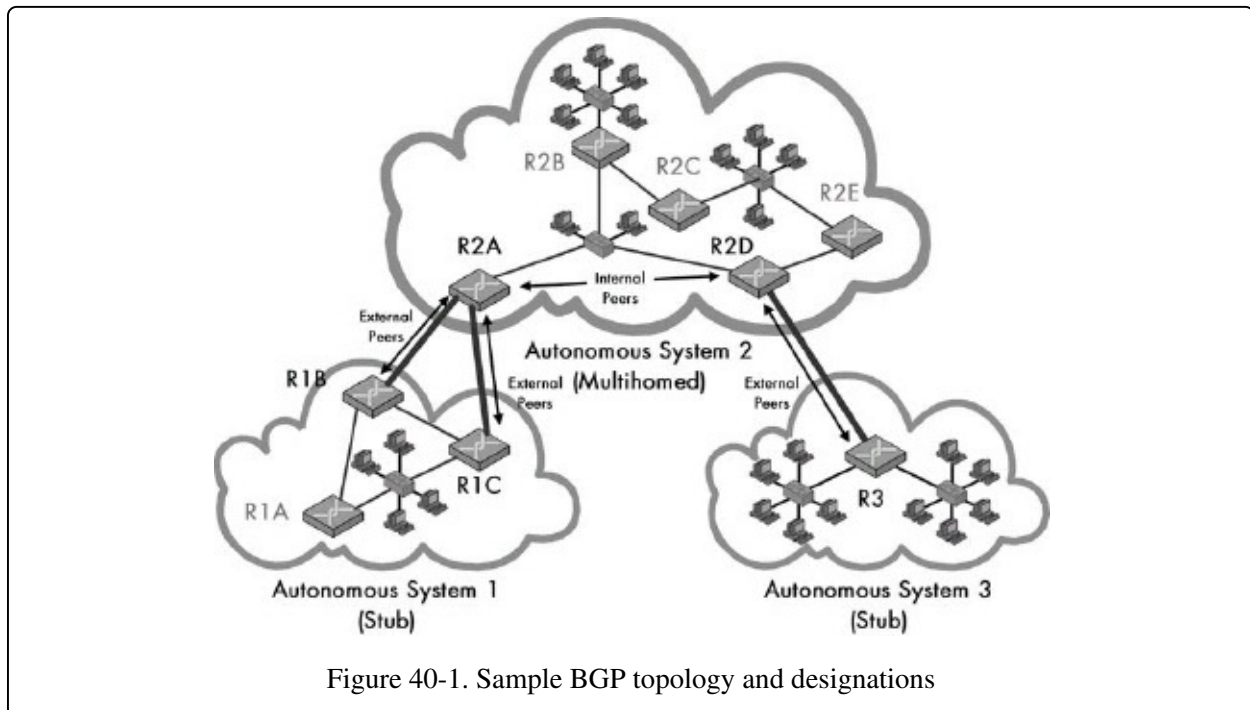 R2B
R2C
R2E
R2A
R2D
Internal
Peers
External
Peers
Autonomous System 2
(Multihomed)
R1B
External
Peers
External
Peers
R1C
R1A
R3
Autonomous System 1
(Stub)
Autonomous System 3
(Stub)
Figure 40-1. Sample BGP topology and designations